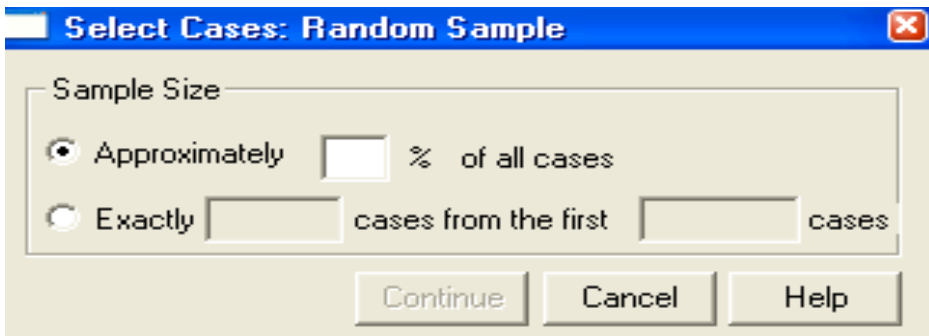 Select Cases: Random Sample
Sample Size
Approximately % of all cases
Exactly cases from the first cases
Continue Cancel Help